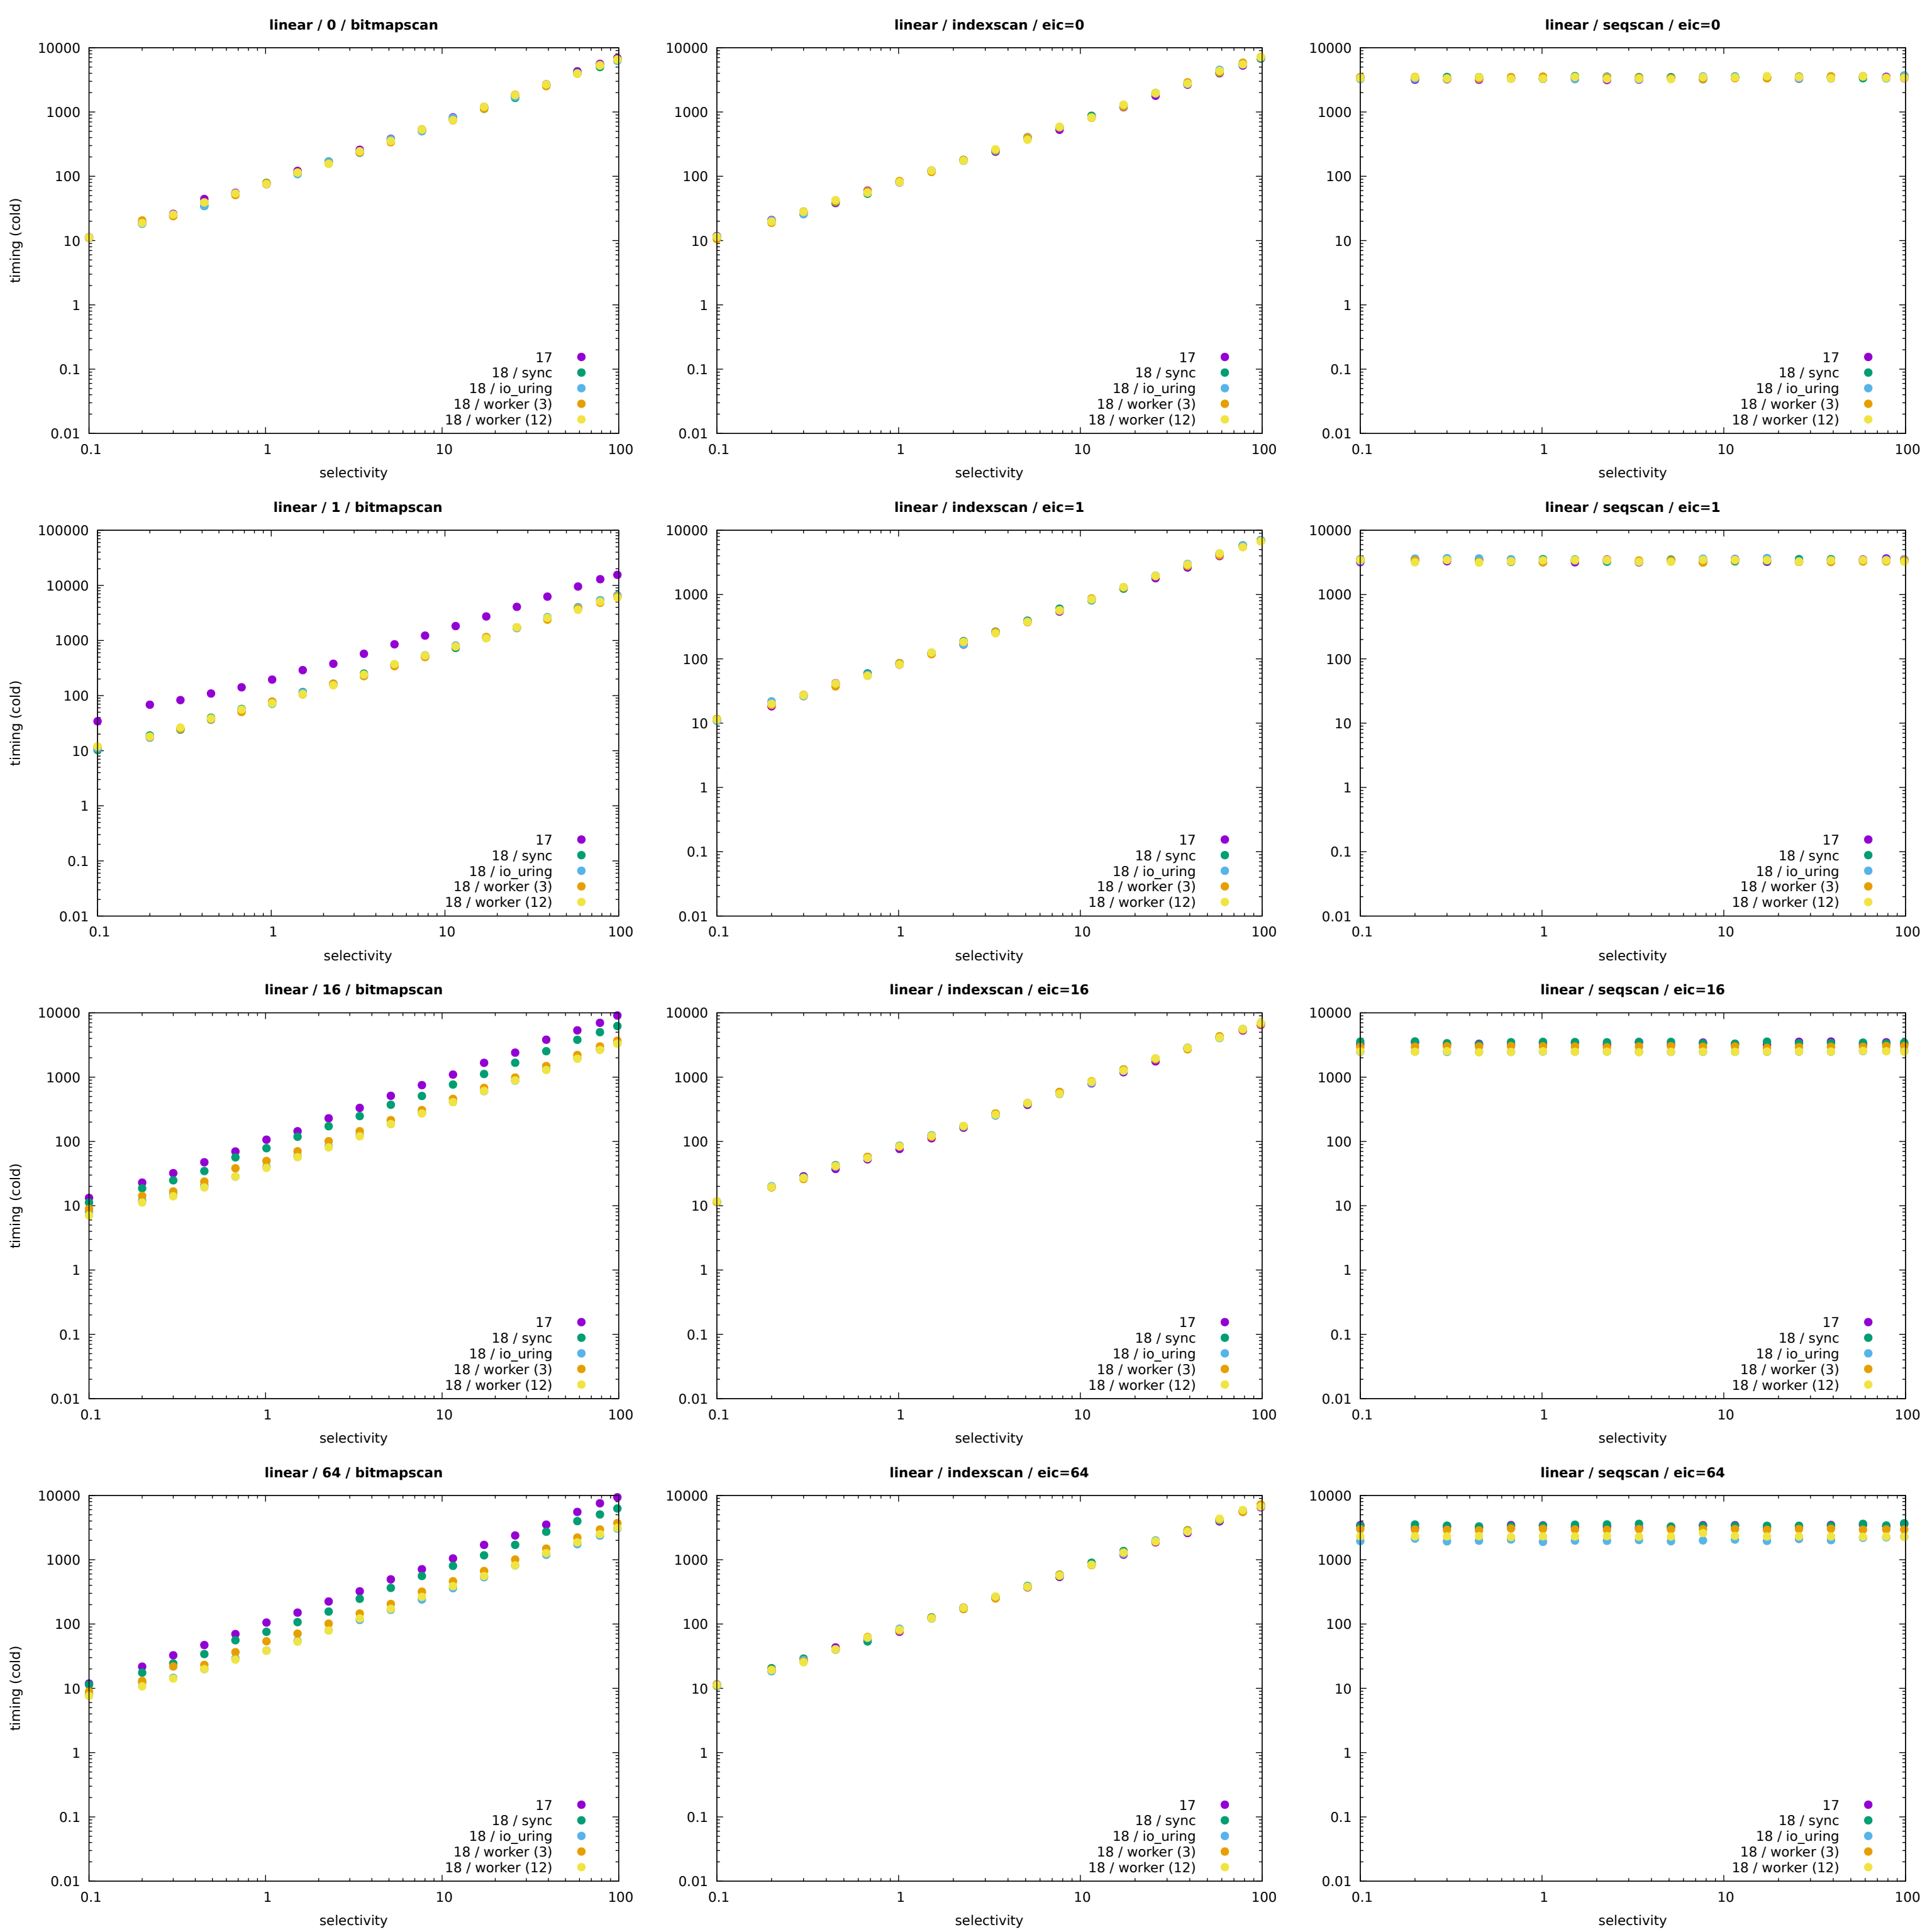 linear / 0 / bitmapscan
timing (cold)
10000
1000
100
10
1
0.1
0.01
0.1 1 10 100
selectivity
17
18 / sync
18 / io_uring
18 / worker (3)
18 / worker (12)
linear / indexscan / eic=0
10000
1000
100
10
1
0.1
0.01
0.1 1 10 100
selectivity
17
18 / sync
18 / io_uring
18 / worker (3)
18 / worker (12)
linear / seqscan / eic=0
10000
1000
100
10
1
0.1
0.01
0.1 1 10 100
selectivity
17
18 / sync
18 / io_uring
18 / worker (3)
18 / worker (12)
linear / 1 / bitmapscan
timing (cold)
100000
10000
1000
100
10
1
0.1
0.01
0.1 1 10 100
selectivity
17
18 / sync
18 / io_uring
18 / worker (3)
18 / worker (12)
linear / indexscan / eic=1
10000
1000
100
10
1
0.1
0.01
0.1 1 10 100
selectivity
17
18 / sync
18 / io_uring
18 / worker (3)
18 / worker (12)
linear / seqscan / eic=1
10000
1000
100
10
1
0.1
0.01
0.1 1 10 100
selectivity
17
18 / sync
18 / io_uring
18 / worker (3)
18 / worker (12)
linear / 16 / bitmapscan
timing (cold)
10000
1000
100
10
1
0.1
0.01
0.1 1 10 100
selectivity
17
18 / sync
18 / io_uring
18 / worker (3)
18 / worker (12)
linear / indexscan / eic=16
10000
1000
100
10
1
0.1
0.01
0.1 1 10 100
selectivity
17
18 / sync
18 / io_uring
18 / worker (3)
18 / worker (12)
linear / seqscan / eic=16
10000
1000
100
10
1
0.1
0.01
0.1 1 10 100
selectivity
17
18 / sync
18 / io_uring
18 / worker (3)
18 / worker (12)
linear / 64 / bitmapscan
timing (cold)
10000
1000
100
10
1
0.1
0.01
0.1 1 10 100
selectivity
17
18 / sync
18 / io_uring
18 / worker (3)
18 / worker (12)
linear / indexscan / eic=64
10000
1000
100
10
1
0.1
0.01
0.1 1 10 100
selectivity
17
18 / sync
18 / io_uring
18 / worker (3)
18 / worker (12)
linear / seqscan / eic=64
10000
1000
100
10
1
0.1
0.01
0.1 1 10 100
selectivity
17
18 / sync
18 / io_uring
18 / worker (3)
18 / worker (12)